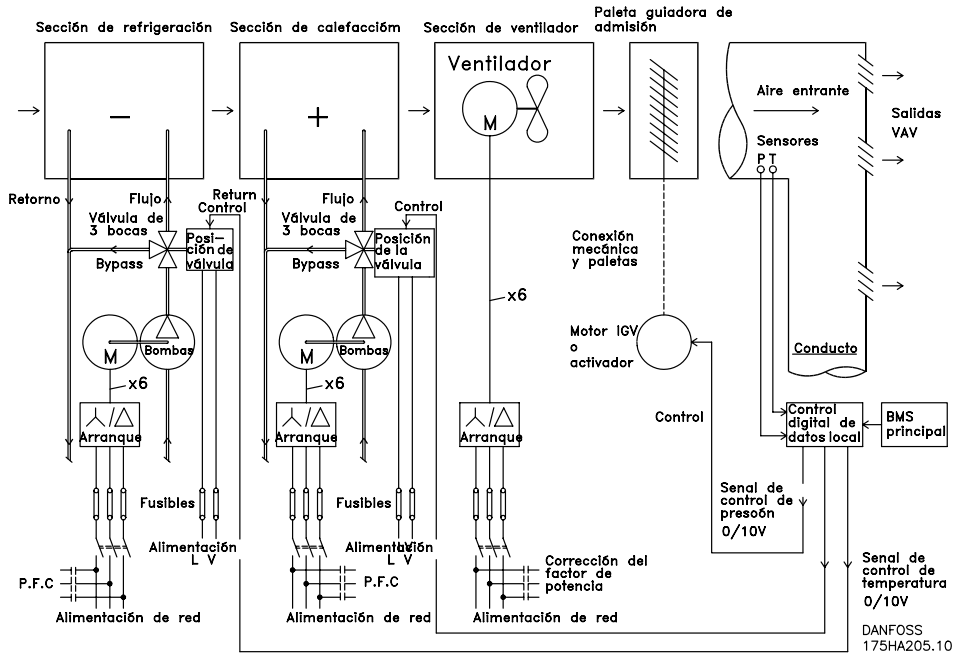 Sección de refrigeración
Sección de calefaccióm
Sección de ventilador
Paleta guiadora de
admisión
Ventilador
M
−
+
Aire entrante
Salidas
VAV
Sensores
P T
Retorno
Flujo
Válvula de
3 bocas
Bypass
Return
Control
Posi-
ción de
válvula
Flujo
Válvula de
3 bocas
Bypass
Control
Posición
de la
válvula
Conexión
mecánica
y paletas
x6
Motor IGV
o
activador
Conducto
M
Bombas
x6
Arranque
M
Bombas
x6
Arranque
Arranque
Control
Control
digital de
datos local
BMS
principal
Fusibles
Fusibles
Senal de
control de
presoón
0/10V
Alimentación
L V
Alimentación
L V
P.F.C
P.F.C
Corrección del
factor de
potencia
Senal de
control de
temperatura
0/10V
Alimentación de red
Alimentación de red
Alimentación de red
DANFOSS
175HA205.10